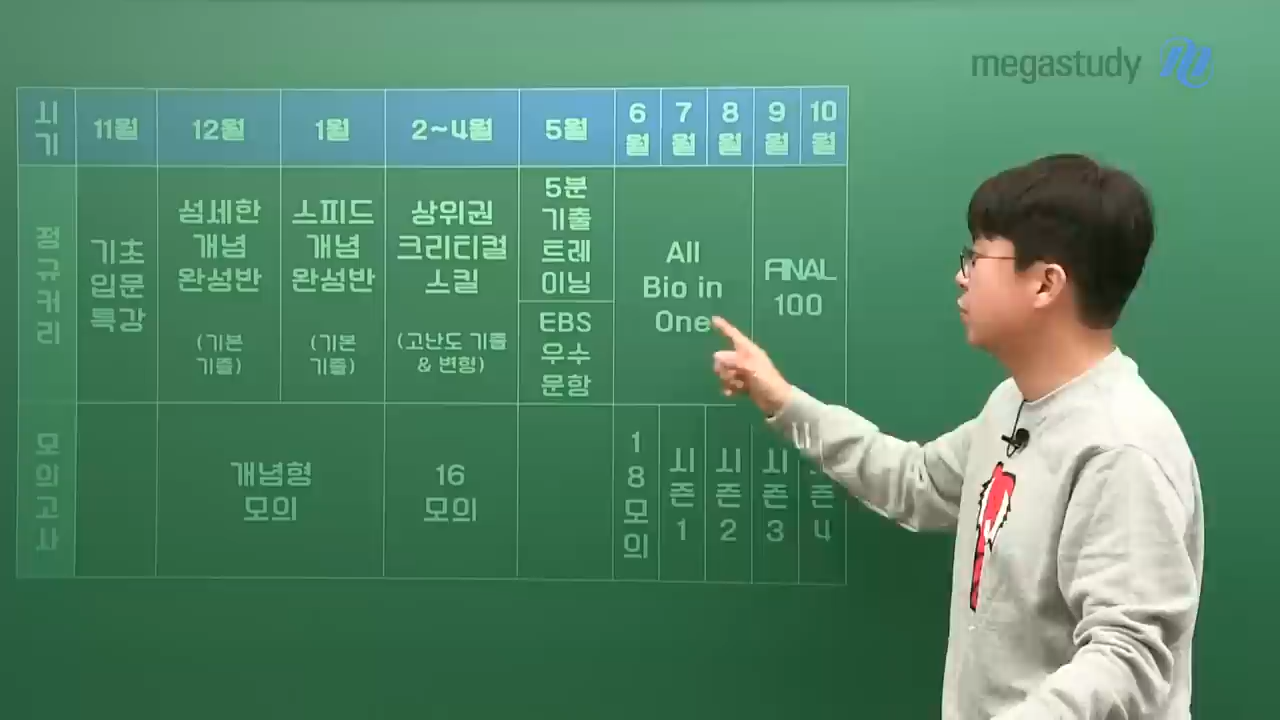 megastudy
시
기
11월
12월
1월
2~4월
5월
6
월
7
월
8
월
9
월
10
월
정
규
커
리
기초
입문
특강
섬세한
개념
완성반
(기본
기출)
스피드
개념
완성반
(기본
기출)
상위권
크리티컬
스킬
(고난도 기출
& 변형)
5분
기출
트레
이닝
EBS
우수
문항
All
Bio in
One
FINAL
100
모
의
고
사
개념형
모의
16
모의
1
8
모
의
시
즌
1
시
즌
2
시
즌
3
즌
4